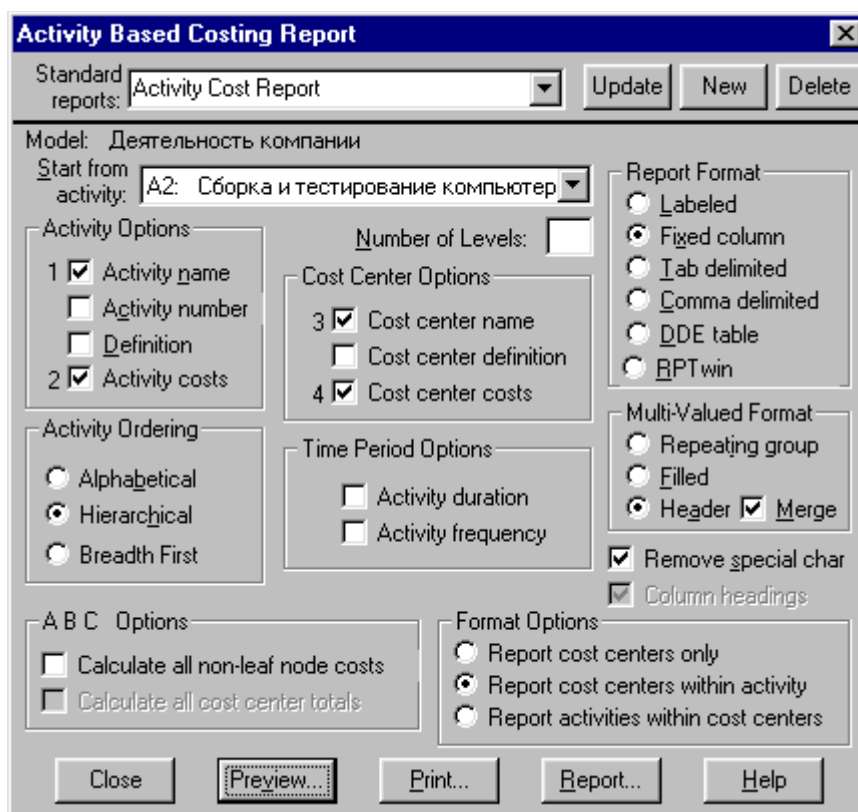 Activity Based Costing Report
Standard reports: Activity Cost Report
Update New Delete
Model: Деятельность компании
Start from activity: A2: Сборка и тестирование компьютер
Number of Levels:
Activity Options
1 Activity name
Activity number
Definition
2 Activity costs
Cost Center Options
3 Cost center name
Cost center definition
4 Cost center costs
Report Format
Labeled
Fixed column
Tab delimited
Comma delimited
DDE table
RPTwin
Activity Ordering
Alphabetical
Hierarchical
Breadth First
Time Period Options
Activity duration
Activity frequency
Multi-Valued Format
Repeating group
Filled
Header Merge
Remove special char
Column headings
A B C Options
Calculate all non-leaf node costs
Calculate all cost center totals
Format Options
Report cost centers only
Report cost centers within activity
Report activities within cost centers
Close Preview... Print... Report... Help